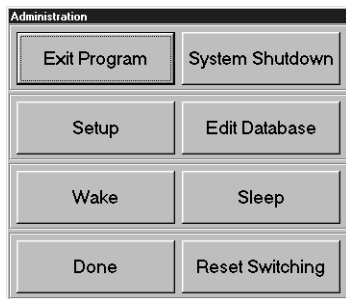 Administration
Exit Program
System Shutdown
Setup
Edit Database
Wake
Sleep
Done
Reset Switching